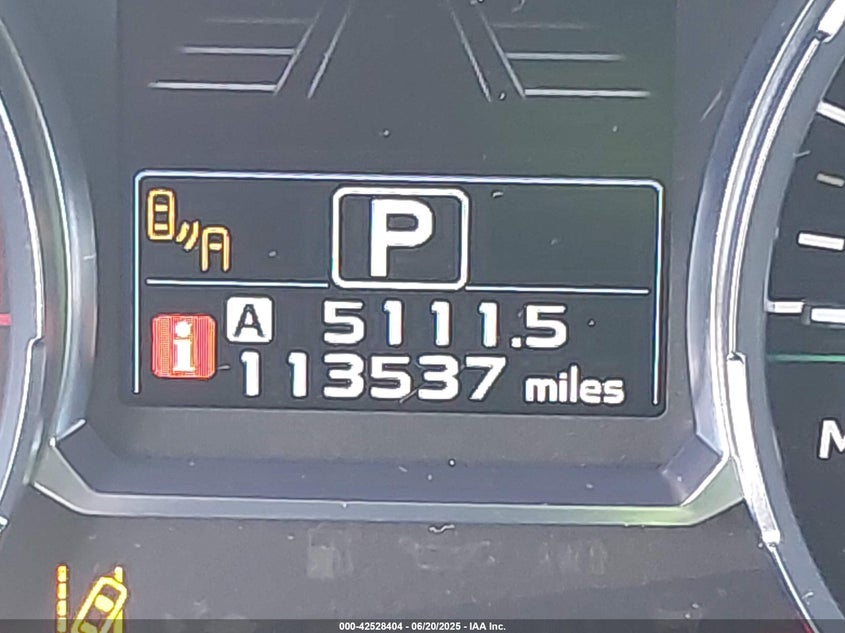 P
A 5111.5
i 113537 miles
M
000-42528404 - 06/20/2025 - IAA Inc.